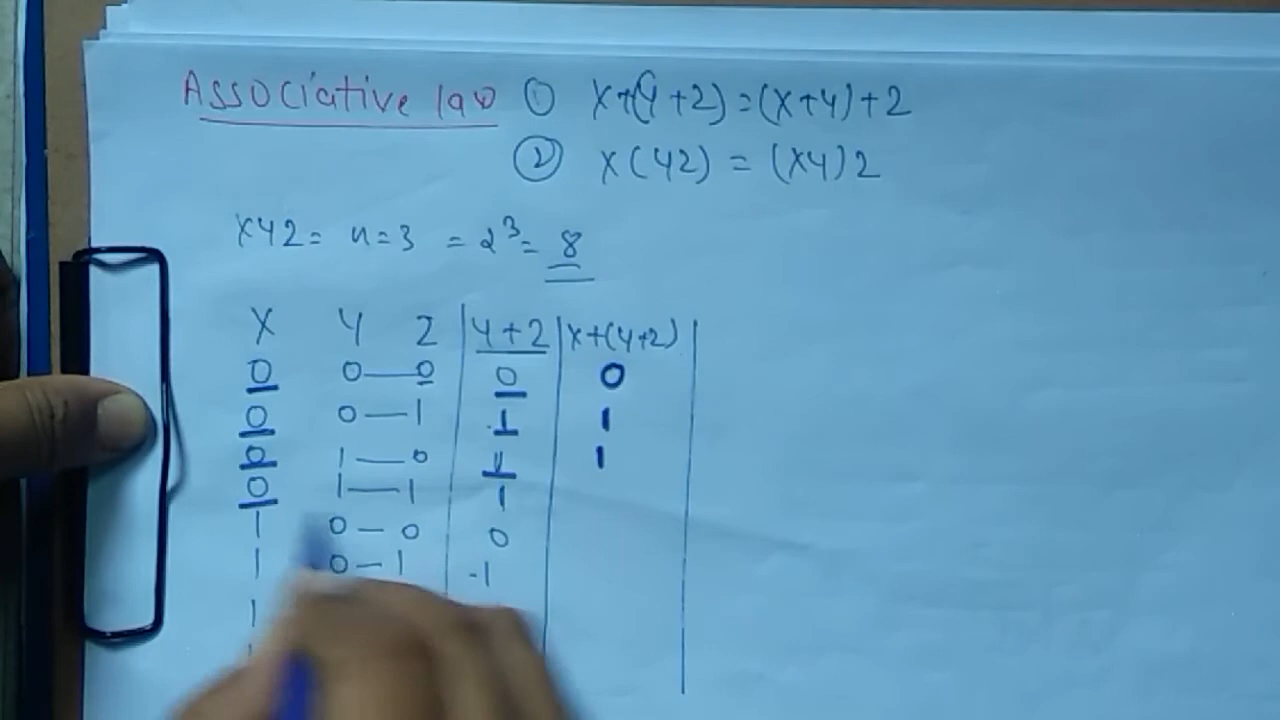 Associative law ① X+(Y+Z)=(X+Y)+Z
② X(YZ) = (XY)Z
XYZ = n=3 = 2³= 8
X Y Z Y+Z X+(Y+Z)
0 0—0 0 0
0 0—1 1 1
0 1—0 1 1
0 1—1 1
1 0—0 0
1 0—1 1
1